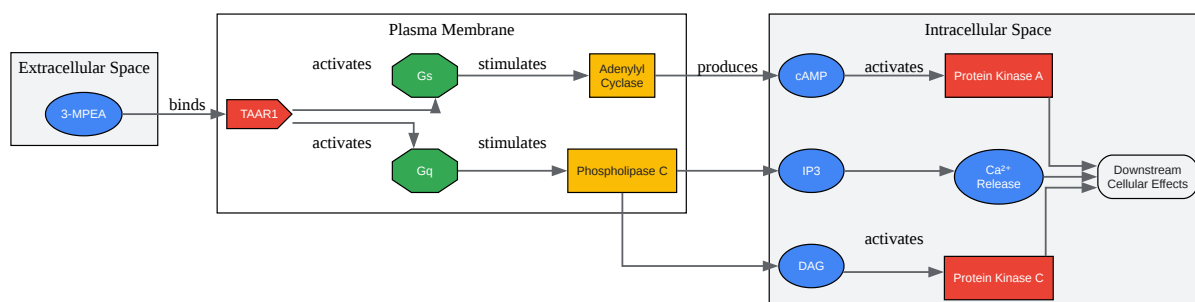 Plasma Membrane
Intracellular Space
Extracellular Space
activates
Gs
stimulates
Adenylyl
Cyclase
produces
cAMP
activates
Protein Kinase A
3-MPEA
binds
TAAR1
activates
Gq
stimulates
Phospholipase C
IP3
Ca²⁺
Release
Downstream
Cellular Effects
DAG
activates
Protein Kinase C